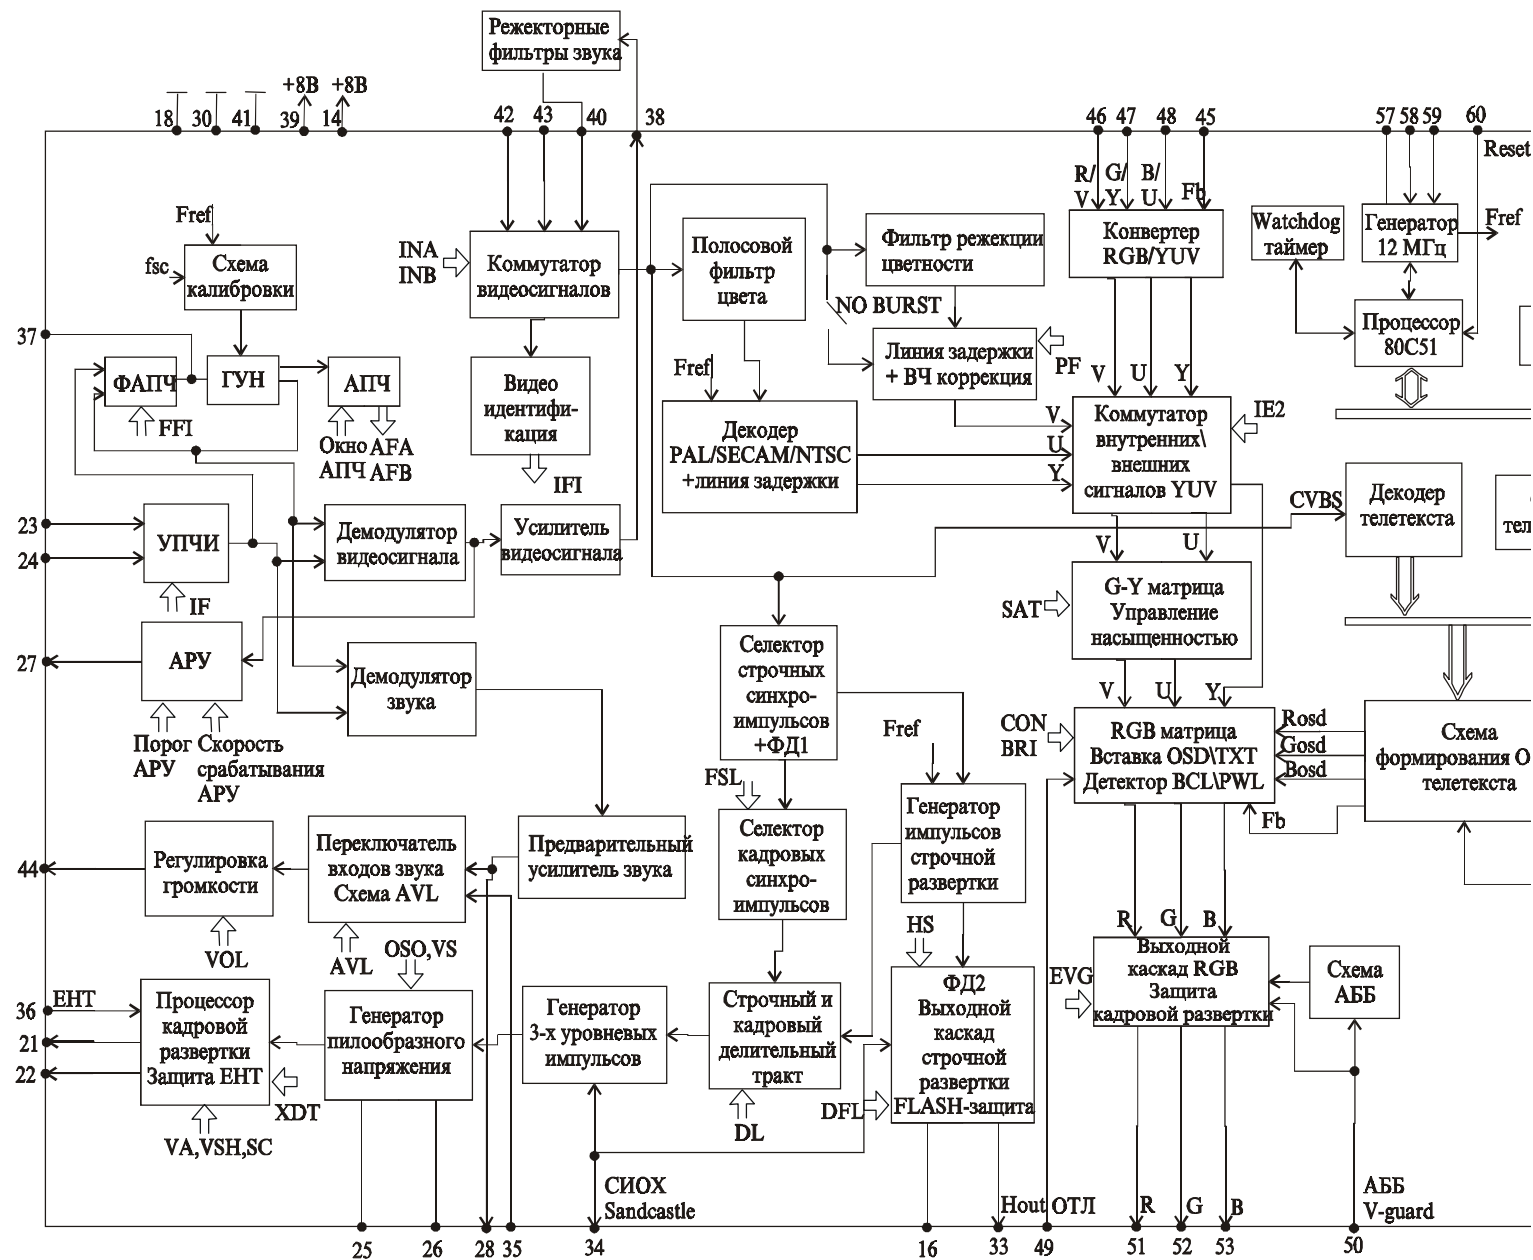 Режекторные
фильтры звука
+8В
+8В
18
30
41
39
14
42
43
40
38
46
47
48
45
57
58
59
60
Reset
R/
V
G/
Y
B/
U
Fb
Fref
fsc
Схема
калибровки
INA
INB
Коммутатор
видеосигналов
Полосовой
фильтр
цвета
Фильтр режекции
цветности
Конвертер
RGB/YUV
Watchdog
таймер
Генератор
12 МГц
Fref
NO BURST
37
ФАПЧ
ГУН
АПЧ
Видео
идентифи-
кация
Fref
Линия задержки
+ ВЧ коррекция
PF
V
U
Y
Процессор
80C51
FFI
Окно
АПЧ
AFA
AFB
IFI
Декодер
PAL/SECAM/NTSC
+линия задержки
V
U
Y
Коммутатор
внутренних\
внешних
сигналов YUV
IE2
CVBS
Декодер
телетекста
тел
23
24
УПЧИ
Демодулятор
видеосигнала
Усилитель
видеосигнала
V
U
IF
SAT
G-Y матрица
Управление
насыщенностью
27
АРУ
Демодулятор
звука
Селектор
строчных
синхро-
импульсов
+ФД1
V
U
Y
Порог
АРУ
Скорость
срабатывания
АРУ
Fref
CON
BRI
RGB матрица
Вставка OSD\TXT
Детектор BCL\PWL
Rosd
Gosd
Bosd
Fb
Схема
формирования O
телетекста
FSL
44
Регулировка
громкости
Переключатель
входов звука
Схема AVL
Предварительный
усилитель звука
Селектор
кадровых
синхро-
импульсов
Генератор
импульсов
строчной
развертки
VOL
AVL
OSO,VS
HS
R
G
B
36
EHT
21
22
Процессор
кадровой
развертки
Защита EHT
XDT
VA,VSH,SC
Генератор
пилообразного
напряжения
Генератор
3-х уровневых
импульсов
Строчный и
кадровый
делительный
тракт
DL
DFL
ФД2
Выходной
каскад
строчной
развертки
FLASH-защита
EVG
Выходной
каскад RGB
Защита
кадровой развертки
Схема
АББ
СИОХ
Sandcastle
Hout
ОТЛ
R
G
B
АББ
V-guard
25
26
28
35
34
16
33
49
51
52
53
50